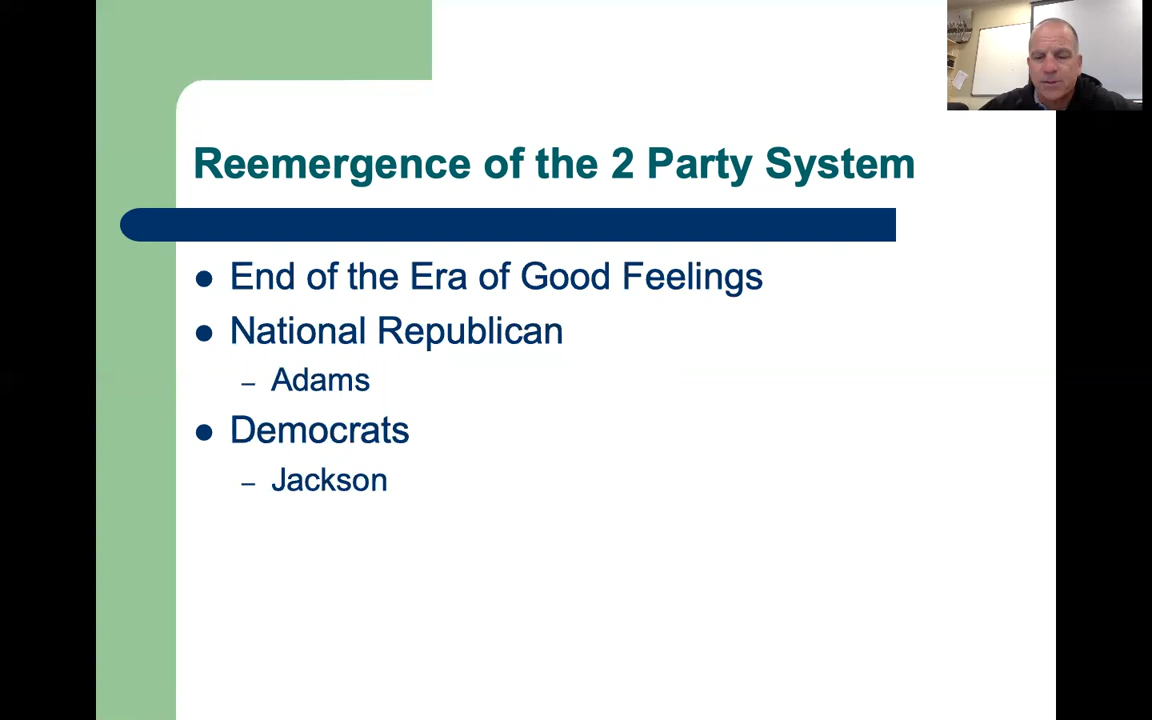 Reemergence of the 2 Party System
End of the Era of Good Feelings
National Republican
– Adams
Democrats
– Jackson